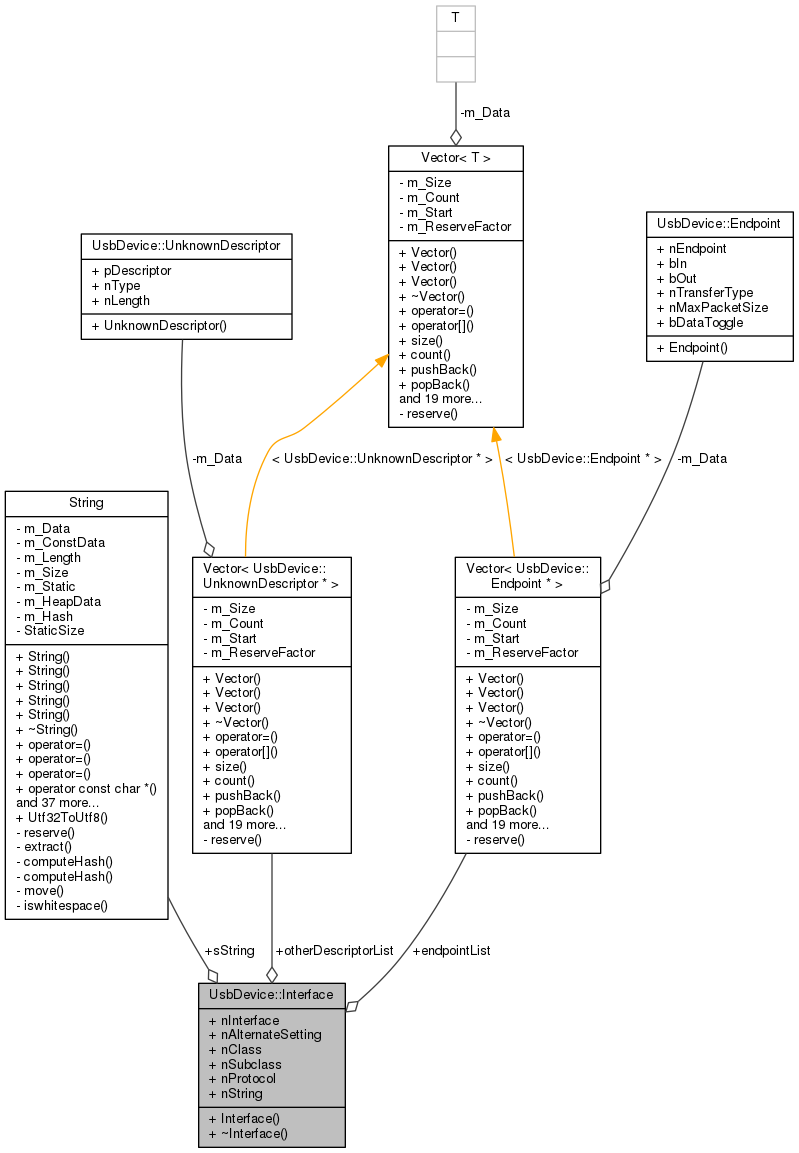 T
-m_Data
Vector< T >
- m_Size
- m_Count
- m_Start
- m_ReserveFactor
+ Vector()
+ Vector()
+ Vector()
+ ~Vector()
+ operator=()
+ operator[]()
+ size()
+ count()
+ pushBack()
+ popBack()
and 19 more...
- reserve()
UsbDevice::UnknownDescriptor
+ pDescriptor
+ nType
+ nLength
+ UnknownDescriptor()
UsbDevice::Endpoint
+ nEndpoint
+ bIn
+ bOut
+ nTransferType
+ nMaxPacketSize
+ bDataToggle
+ Endpoint()
-m_Data
< UsbDevice::UnknownDescriptor * >
< UsbDevice::Endpoint * >
-m_Data
String
- m_Data
- m_ConstData
- m_Length
- m_Size
- m_Static
- m_HeapData
- m_Hash
- StaticSize
+ String()
+ String()
+ String()
+ String()
+ String()
+ ~String()
+ operator=()
+ operator=()
+ operator=()
+ operator const char *()
and 37 more...
+ Utf32ToUtf8()
- reserve()
- extract()
- computeHash()
- computeHash()
- move()
- iswhitespace()
Vector< UsbDevice::
UnknownDescriptor * >
- m_Size
- m_Count
- m_Start
- m_ReserveFactor
+ Vector()
+ Vector()
+ Vector()
+ ~Vector()
+ operator=()
+ operator[]()
+ size()
+ count()
+ pushBack()
+ popBack()
and 19 more...
- reserve()
Vector< UsbDevice::
Endpoint * >
- m_Size
- m_Count
- m_Start
- m_ReserveFactor
+ Vector()
+ Vector()
+ Vector()
+ ~Vector()
+ operator=()
+ operator[]()
+ size()
+ count()
+ pushBack()
+ popBack()
and 19 more...
- reserve()
+sString
+otherDescriptorList
+endpointList
UsbDevice::Interface
+ nInterface
+ nAlternateSetting
+ nClass
+ nSubclass
+ nProtocol
+ nString
+ Interface()
+ ~Interface()